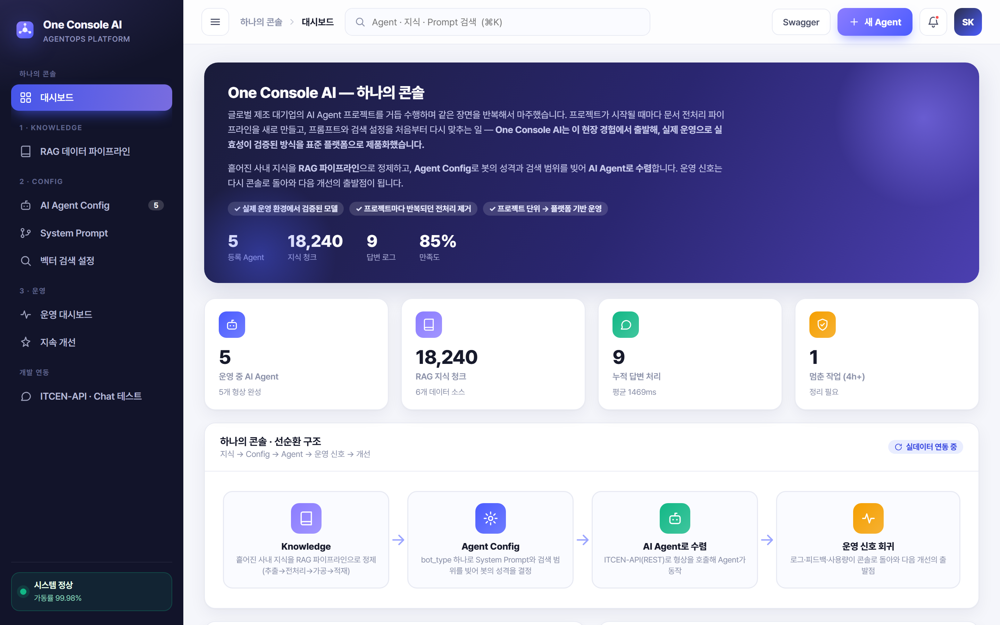 One Console AI
AGENTOPS PLATFORM
하나의 콘솔
대시보드
1 · KNOWLEDGE
RAG 데이터 파이프라인
2 · CONFIG
AI Agent Config
5
System Prompt
벡터 검색 설정
3 · 운영
운영 대시보드
지속 개선
개발 연동
ITCEN-API · Chat 테스트
시스템 정상
가동률 99.98%
하나의 콘솔 > 대시보드
Agent · 지식 · Prompt 검색 (⌘K)
Swagger
+ 새 Agent
SK
One Console AI — 하나의 콘솔
글로벌 제조 대기업의 AI Agent 프로젝트를 거듭 수행하며 같은 장면을 반복해서 마주했습니다. 프로젝트가 시작될 때마다 문서 전처리 파이
프라인을 새로 만들고, 프롬프트와 검색 설정을 처음부터 다시 맞추는 일 — One Console AI는 이 현장 경험에서 출발해, 실제 운영으로 실
효성이 검증된 방식을 표준 플랫폼으로 제품화했습니다.
흩어진 사내 지식을 RAG 파이프라인으로 정제하고, Agent Config로 봇의 성격과 검색 범위를 빚어 AI Agent로 수렴합니다. 운영 신호는
다시 콘솔로 돌아와 다음 개선의 출발점이 됩니다.
✓ 실제 운영 환경에서 검증된 모델
✓ 프로젝트마다 반복되던 전처리 제거
✓ 프로젝트 단위 → 플랫폼 기반 운영
5
등록 Agent
18,240
지식 청크
9
답변 로그
85%
만족도
5
운영 중 AI Agent
5개 형상 완성
18,240
RAG 지식 청크
6개 데이터 소스
9
누적 답변 처리
평균 1469ms
1
멈춘 작업 (4h+)
정리 필요
하나의 콘솔 · 선순환 구조
지식 → Config → Agent → 운영 신호 → 개선
실데이터 연동 중
Knowledge
흩어진 사내 지식을 RAG 파이프라인으로 정제
(추출→전처리→가공→적재)
Agent Config
bot_type 하나로 System Prompt와 검색 범
위를 빚어 봇의 성격을 결정
AI Agent로 수렴
ITCEN-API(REST)로 형상을 호출해 Agent가
동작
운영 신호 회귀
로그·피드백·사용량이 콘솔로 돌아와 다음 개선의 출
발점